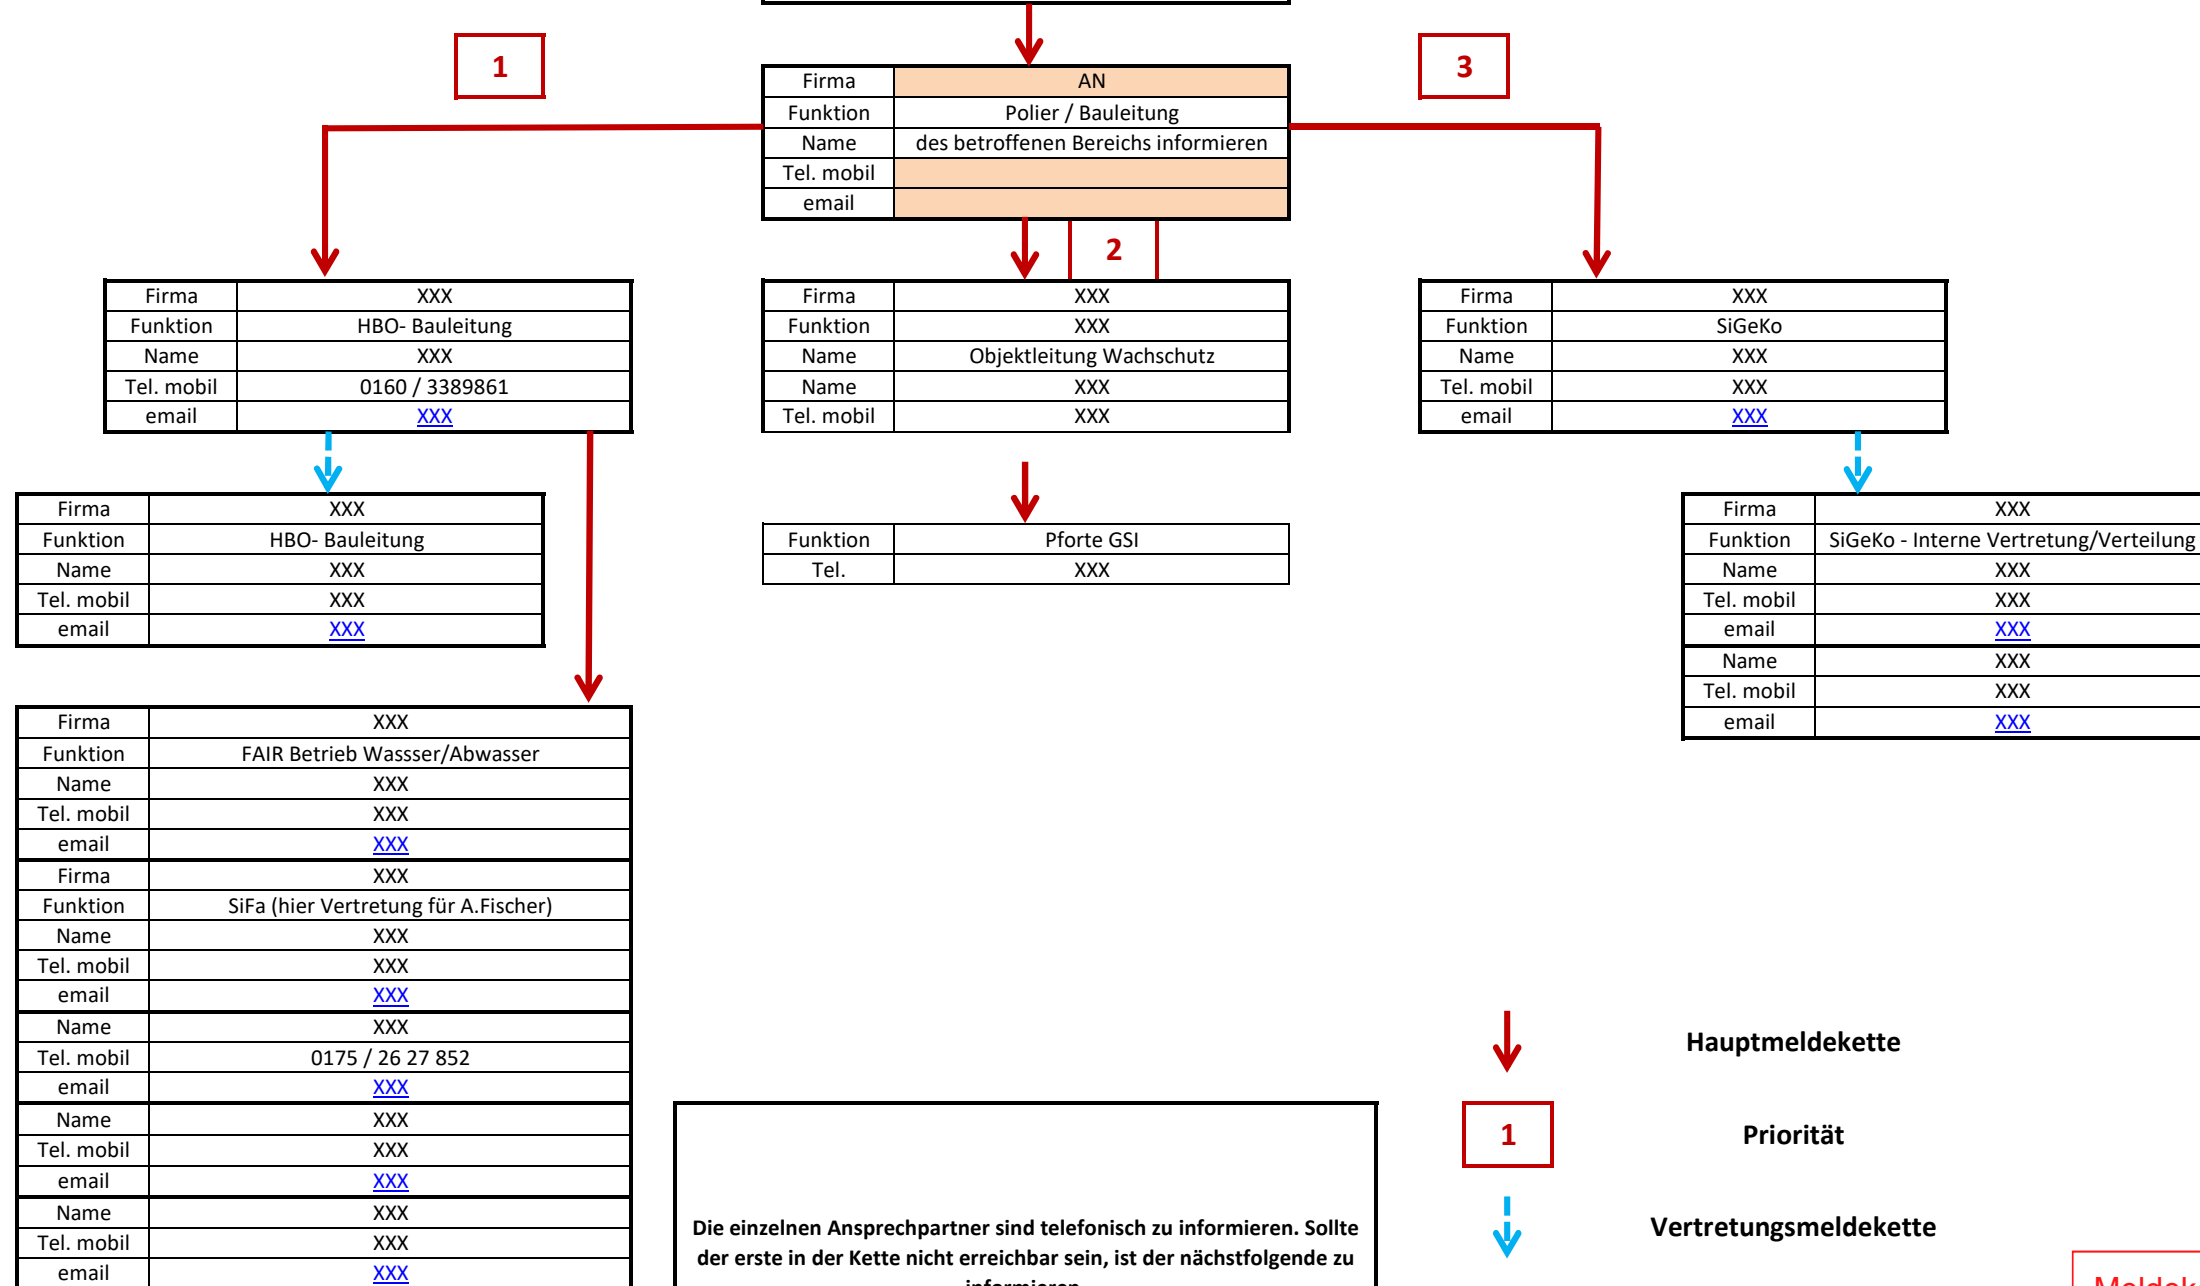 1
3
Firma AN
Funktion Polier / Bauleitung
Name des betroffenen Bereichs informieren
Tel. mobil
email
2
Firma XXX
Funktion HBO- Bauleitung
Name XXX
Tel. mobil 0160 / 3389861
email XXX
Firma XXX
Funktion XXX
Name Objektleitung Wachschutz
Name XXX
Tel. mobil XXX
Firma XXX
Funktion SiGeKo
Name XXX
Tel. mobil XXX
email XXX
Firma XXX
Funktion HBO- Bauleitung
Name XXX
Tel. mobil XXX
email XXX
Funktion Pforte GSI
Tel. XXX
Firma XXX
Funktion SiGeKo - Interne Vertretung/Verteilung
Name XXX
Tel. mobil XXX
email XXX
Name XXX
Tel. mobil XXX
email XXX
Firma XXX
Funktion FAIR Betrieb Wassser/Abwasser
Name XXX
Tel. mobil XXX
email XXX
Firma XXX
Funktion SiFa (hier Vertretung für A.Fischer)
Name XXX
Tel. mobil XXX
email XXX
Name XXX
Tel. mobil 0175 / 26 27 852
email XXX
Name XXX
Tel. mobil XXX
email XXX
Name XXX
Tel. mobil XXX
email XXX
Die einzelnen Ansprechpartner sind telefonisch zu informieren. Sollte
der erste in der Kette nicht erreichbar sein, ist der nächstfolgende zu
informieren
Hauptmeldekette
1 Priorität
Vertretungsmeldekette